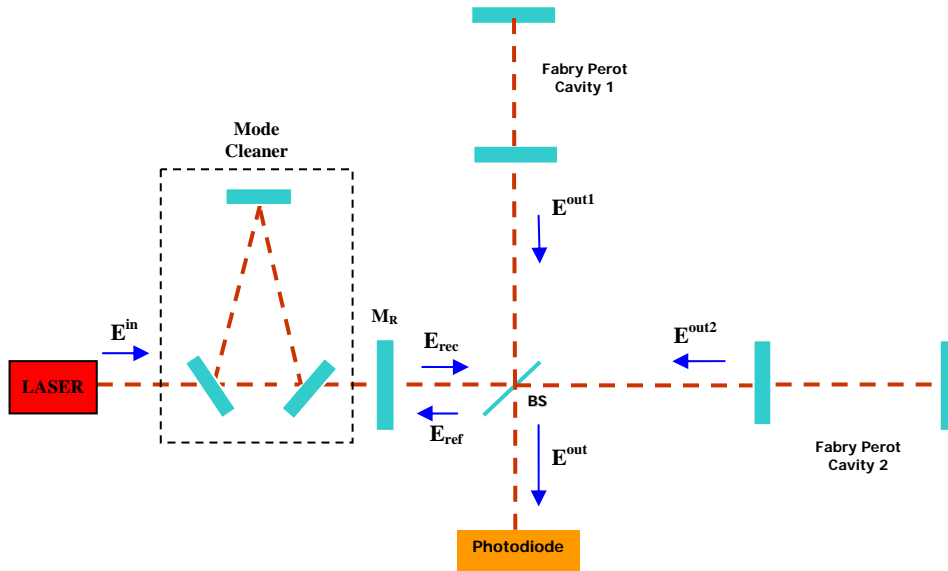 Fabry Perot
Cavity 1
Mode
Cleaner
E^out1
M_R
E^in
E_rec
E^out2
LASER
BS
E_ref
E^out
Fabry Perot
Cavity 2
Photodiode